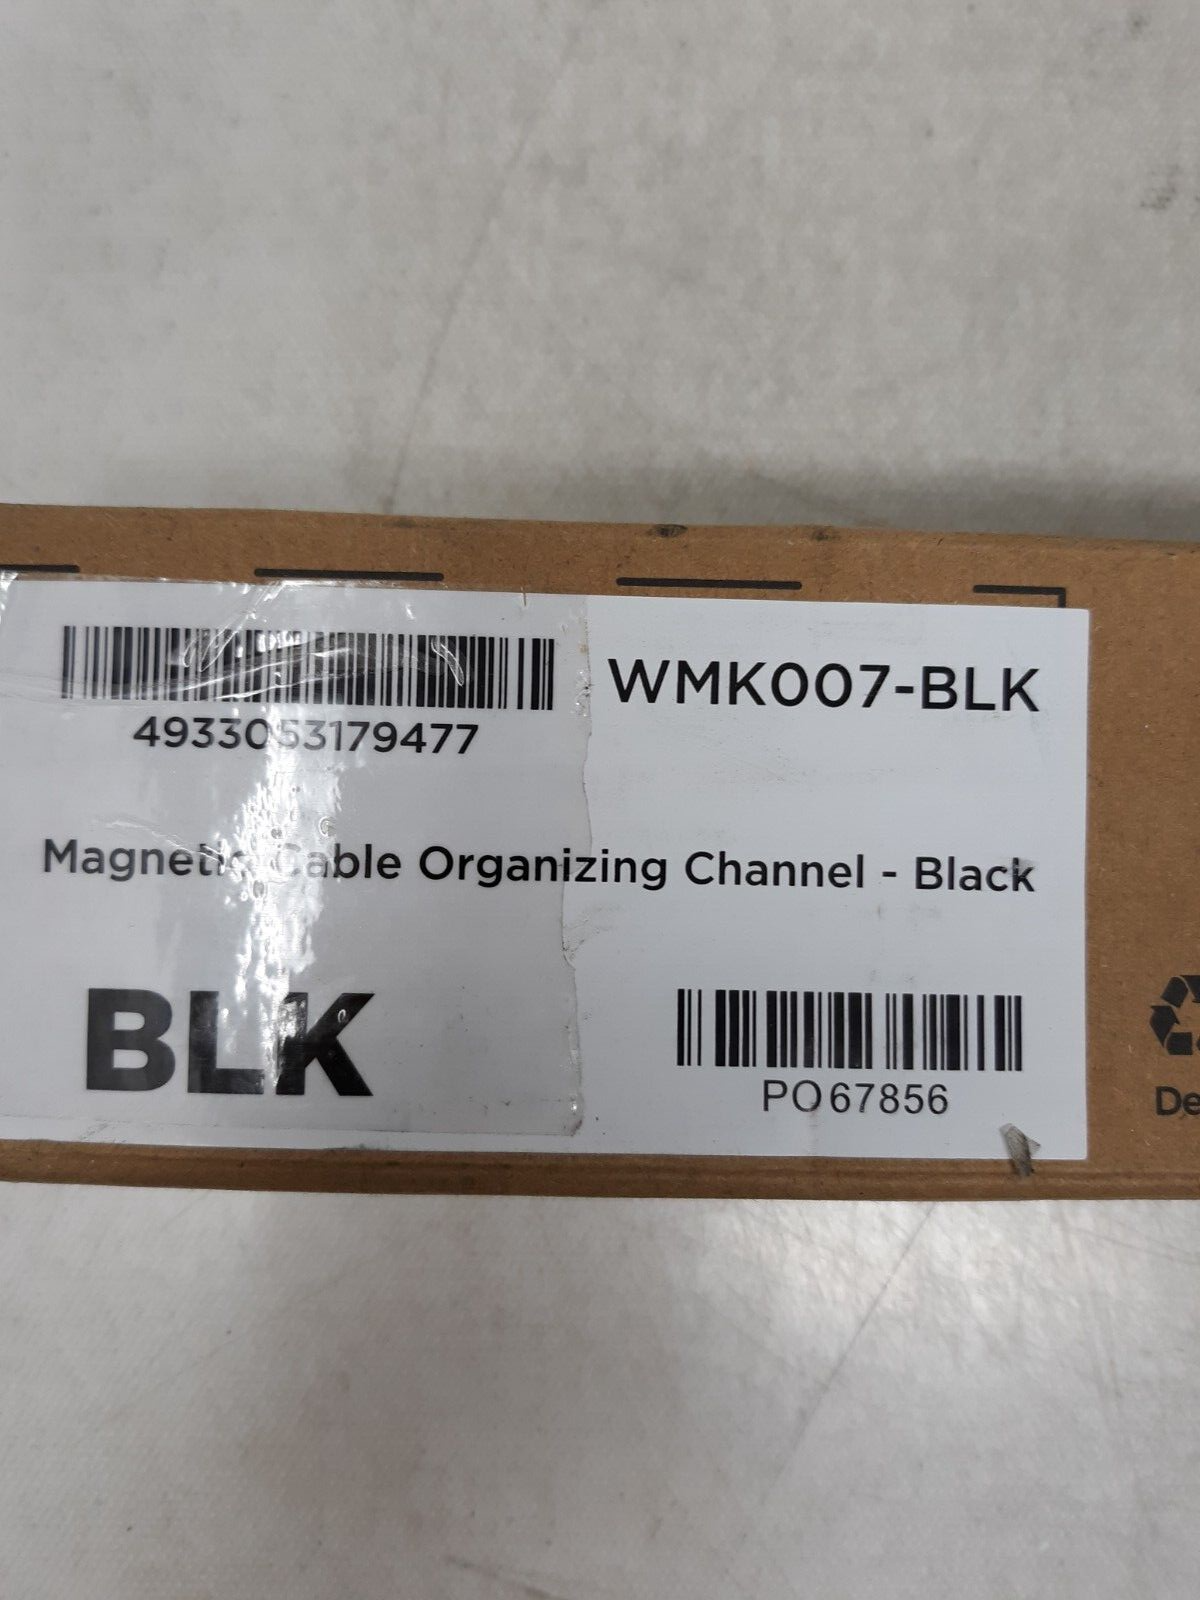 WMK007-BLK
4933053179477
Magnetic Cable Organizing Channel - Black
BLK
PO67856
De